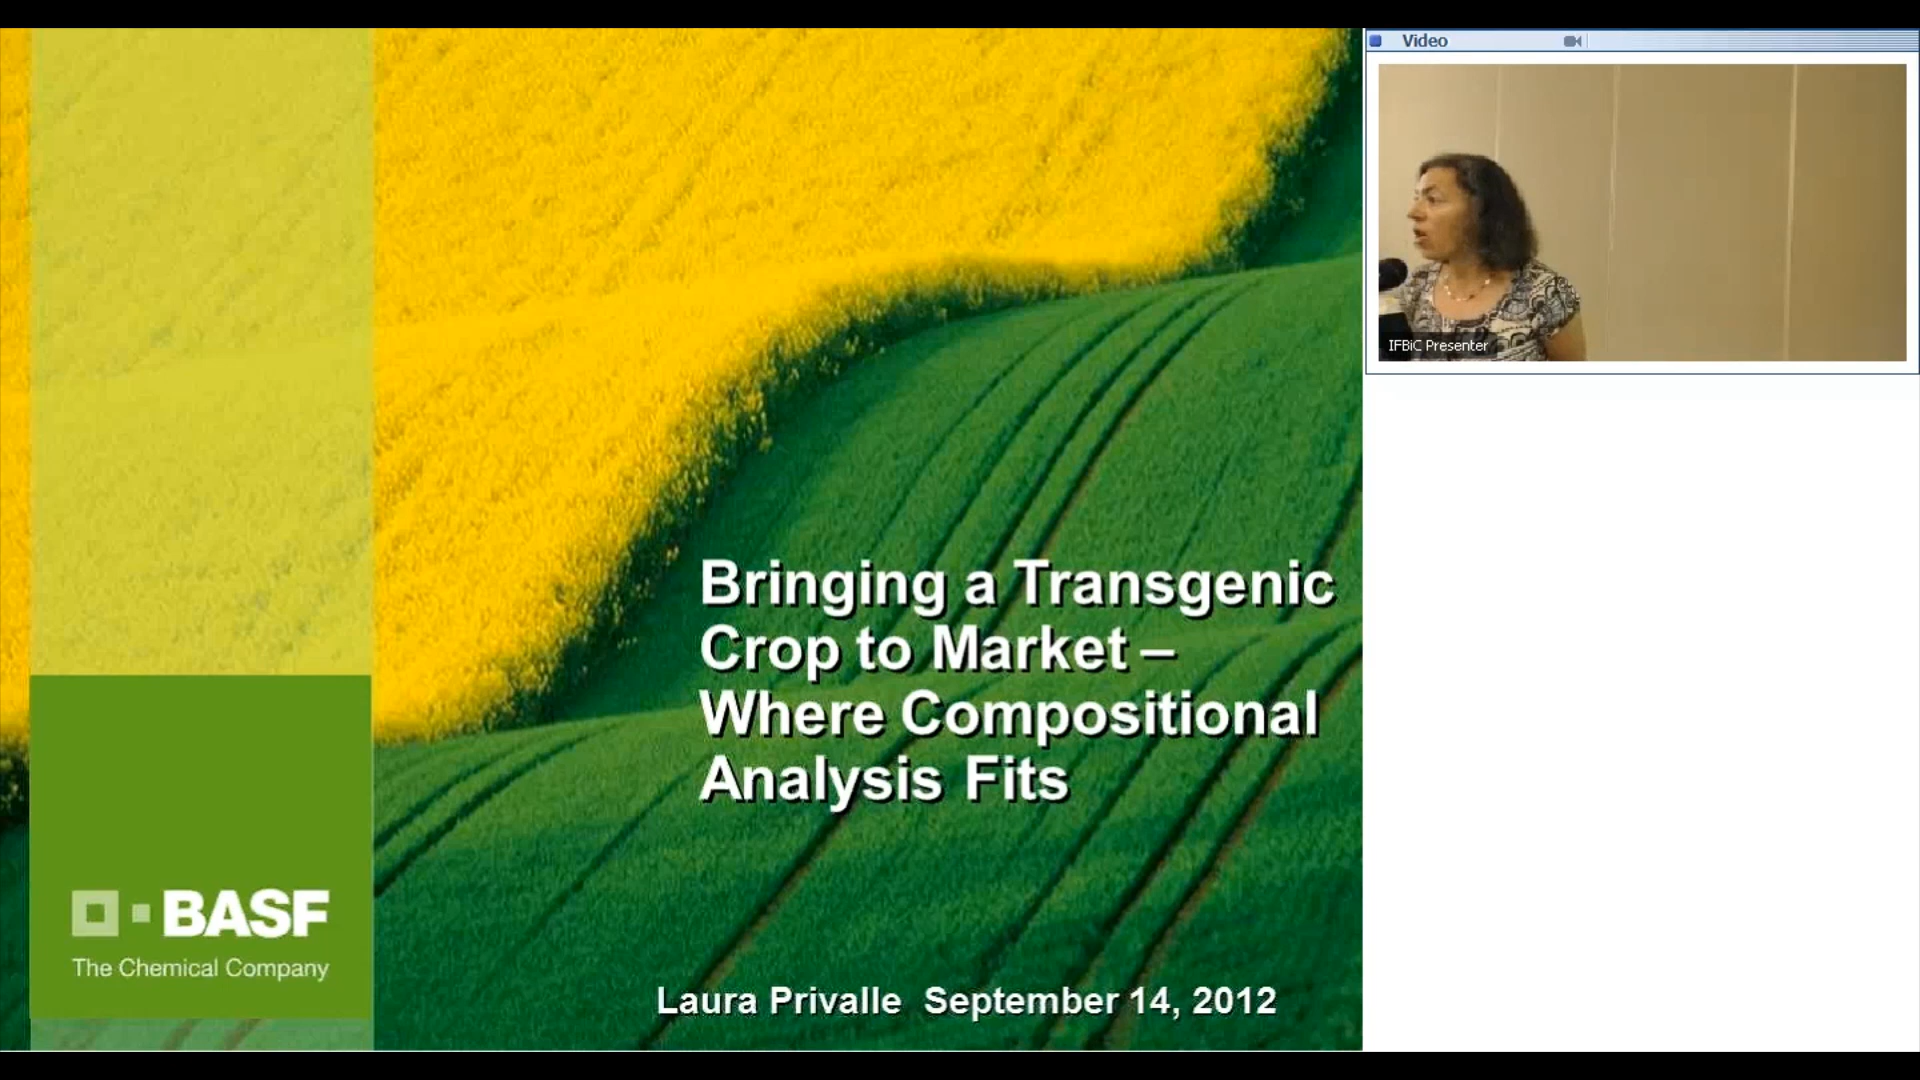 Bringing a Transgenic
Crop to Market –
Where Compositional
Analysis Fits
BASF
The Chemical Company
Laura Privalle September 14, 2012
Video
IFBiC Presenter